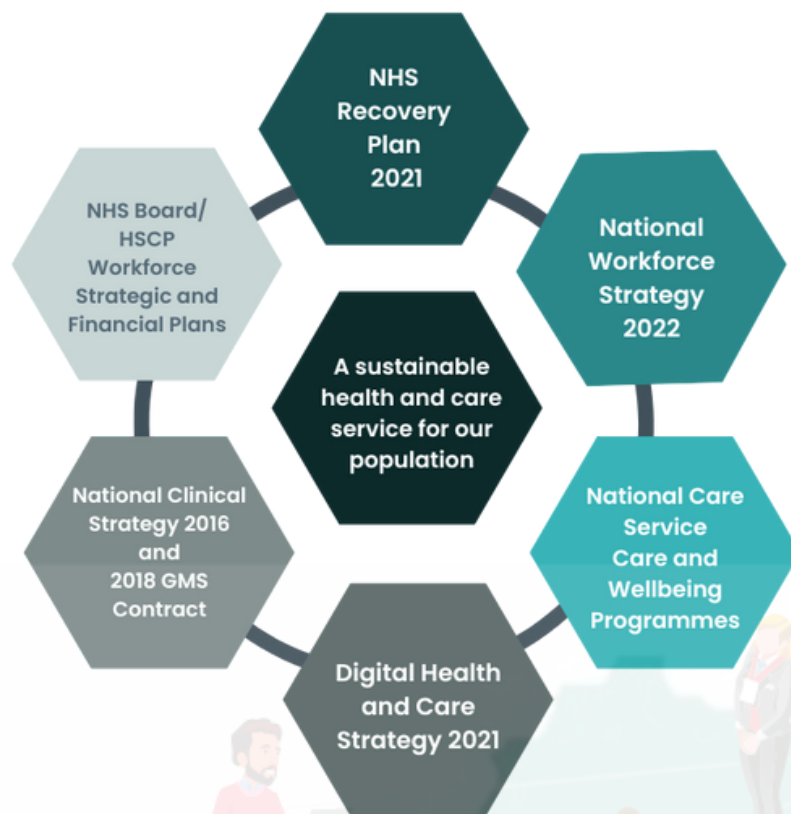 NHS
Recovery
Plan
2021
National
Workforce
Strategy
2022
National Care
Service
Care and
Wellbeing
Programmes
Digital Health
and Care
Strategy 2021
National Clinical
Strategy 2016
and
2018 GMS
Contract
NHS Board/
HSCP
Workforce
Strategic and
Financial Plans
A sustainable
health and care
service for our
population